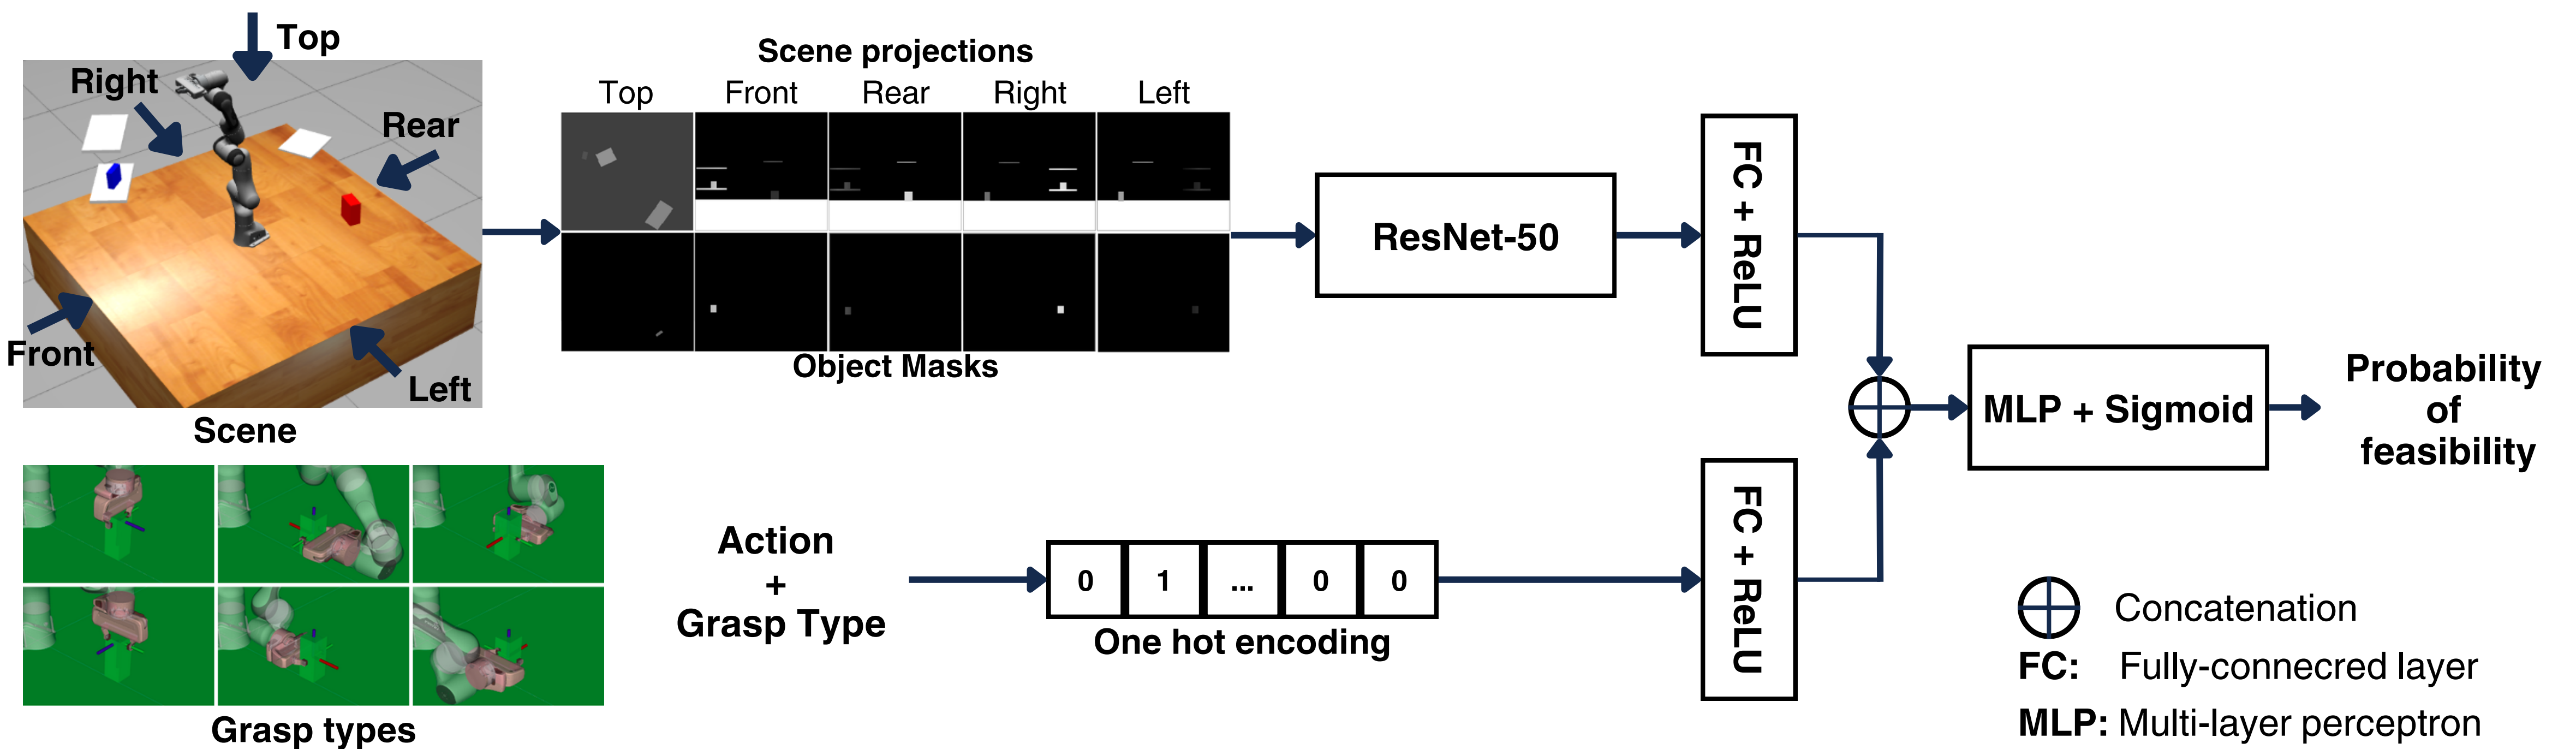 Top
Right
Rear
Front
Left
Scene
Scene projections
Top Front Rear Right Left
Object Masks
ResNet-50
FC + ReLU
Grasp types
Action
+
Grasp Type
0 1 ... 0 0
One hot encoding
FC + ReLU
MLP + Sigmoid
Probability
of
feasibility
Concatenation
FC: Fully-connecred layer
MLP: Multi-layer perceptron